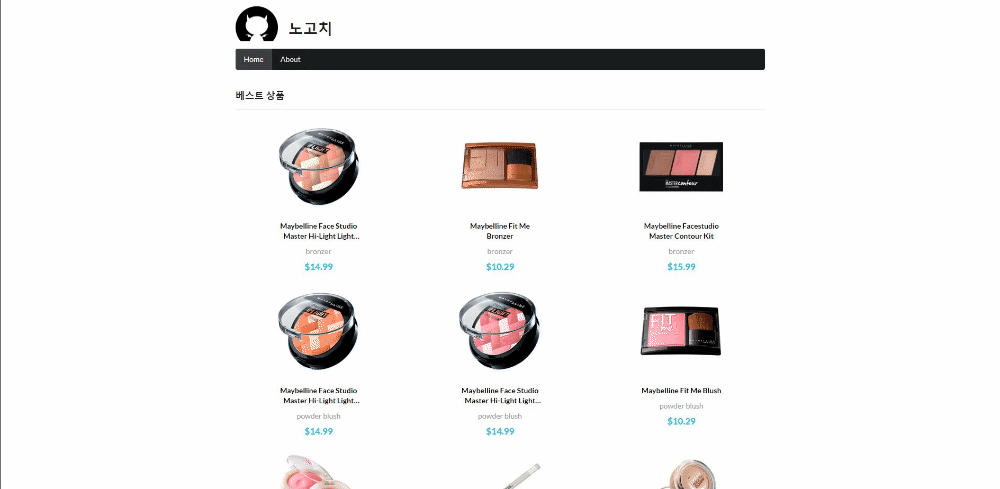 노고치
Home About
베스트 상품
Maybelline Face Studio
Master Hi-Light Light...
bronzer
$14.99
Maybelline Fit Me
Bronzer
bronzer
$10.29
Maybelline Facestudio
Master Contour Kit
bronzer
$15.99
Maybelline Face Studio
Master Hi-Light Light...
powder blush
$14.99
Maybelline Face Studio
Master Hi-Light Light...
powder blush
$14.99
FIT
me!
Maybelline Fit Me Blush
powder blush
$10.29